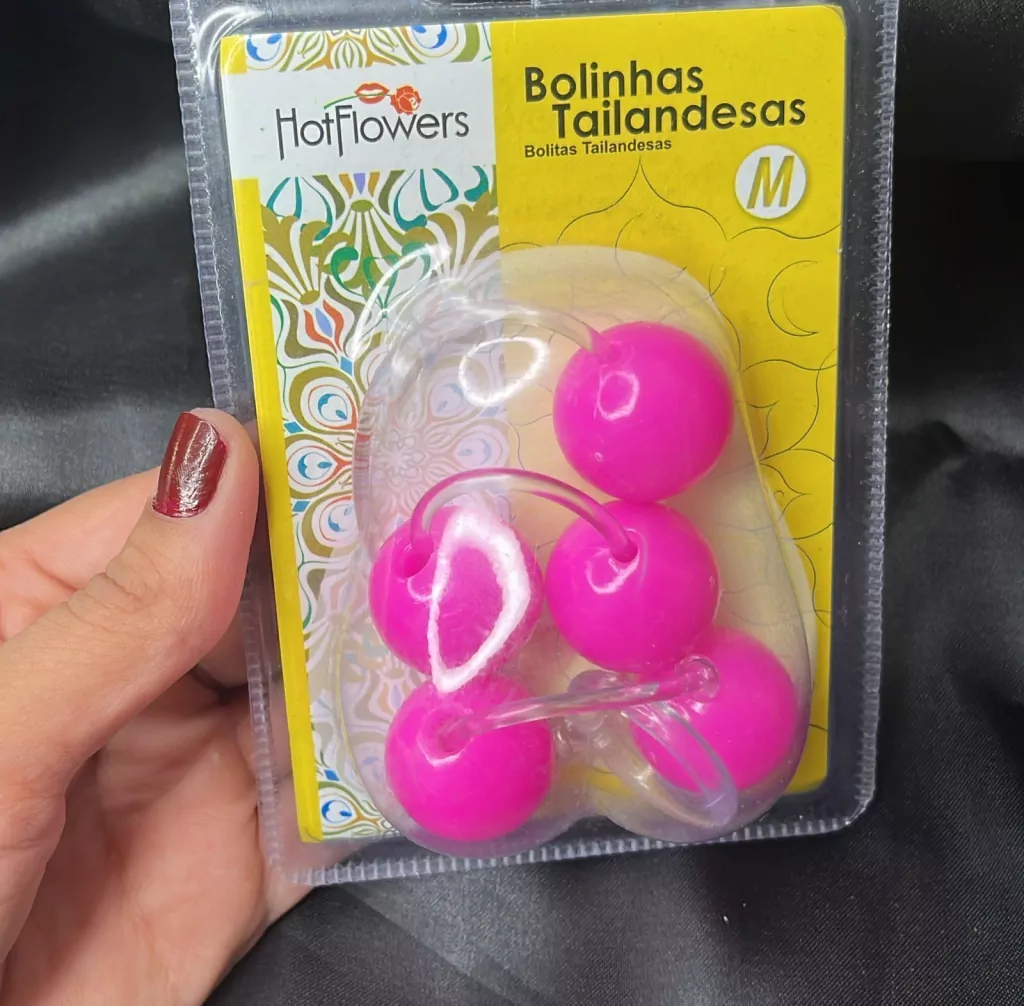 HotFlowers
Bolinhas
Tailandesas
Bolitas Tailandesas
M